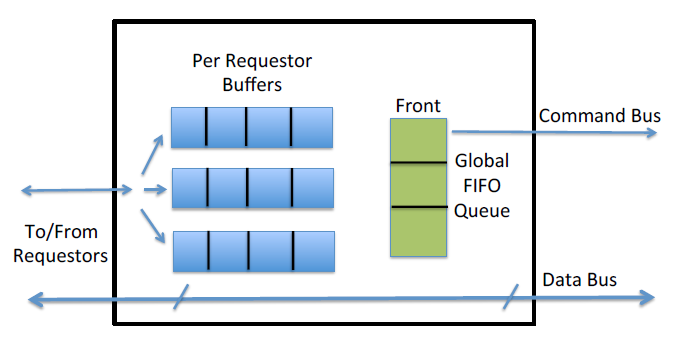 Per Requestor
Buffers
Front
Command Bus
Global
FIFO
Queue
To/From
Requestors
Data Bus